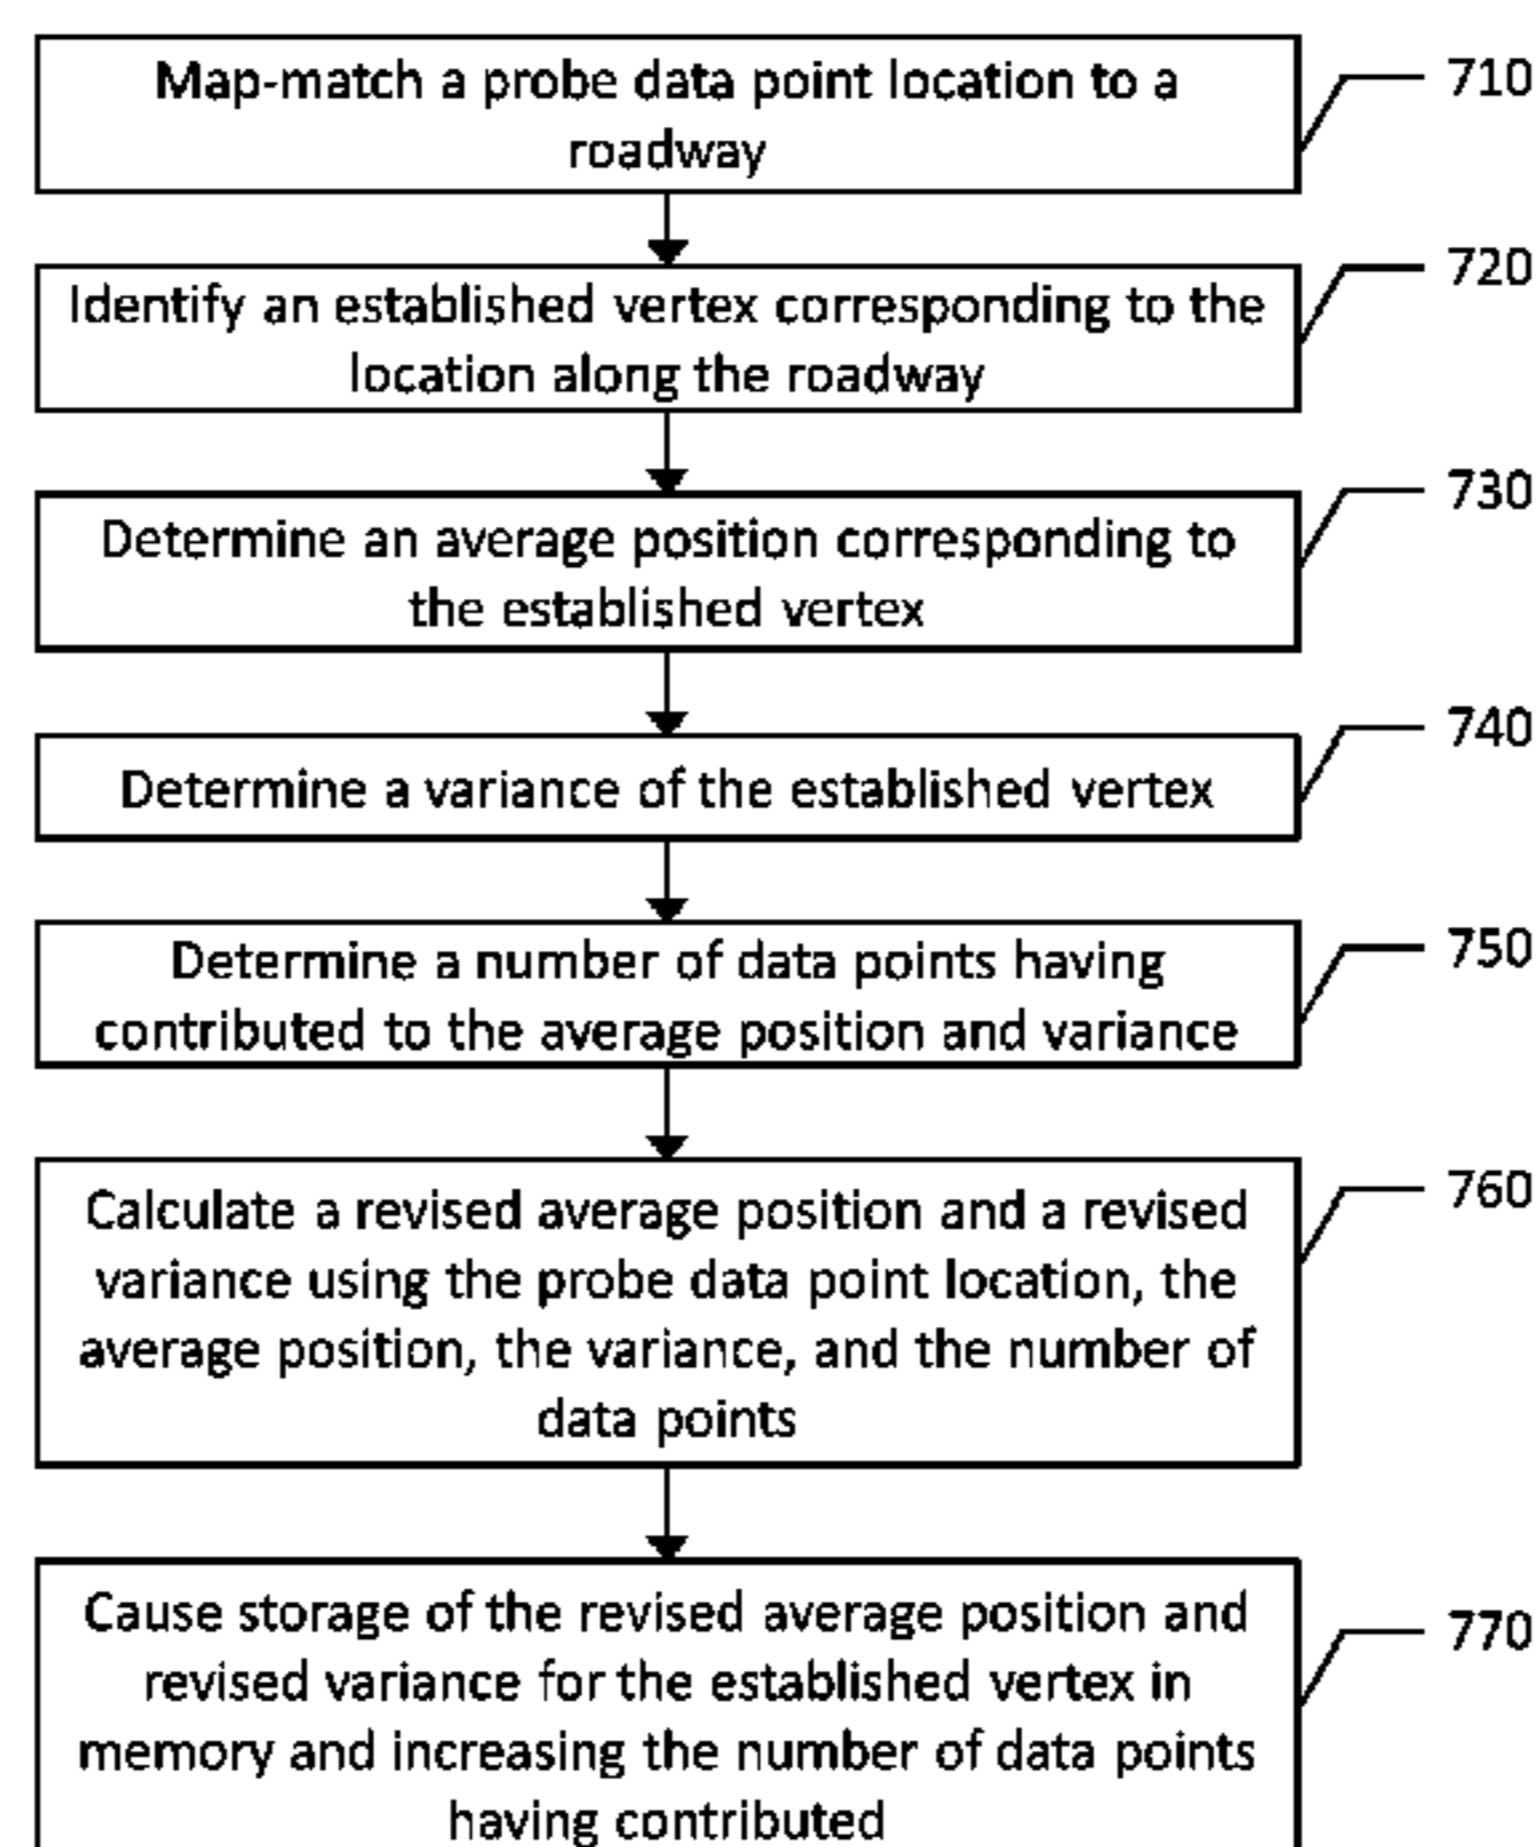 Map-match a probe data point location to a
roadway
710
Identify an established vertex corresponding to the
location along the roadway
720
Determine an average position corresponding to
the established vertex
730
Determine a variance of the established vertex
740
Determine a number of data points having
contributed to the average position and variance
750
Calculate a revised average position and a revised
variance using the probe data point location, the
average position, the variance, and the number of
data points
760
Cause storage of the revised average position and
revised variance for the established vertex in
memory and increasing the number of data points
having contributed
770